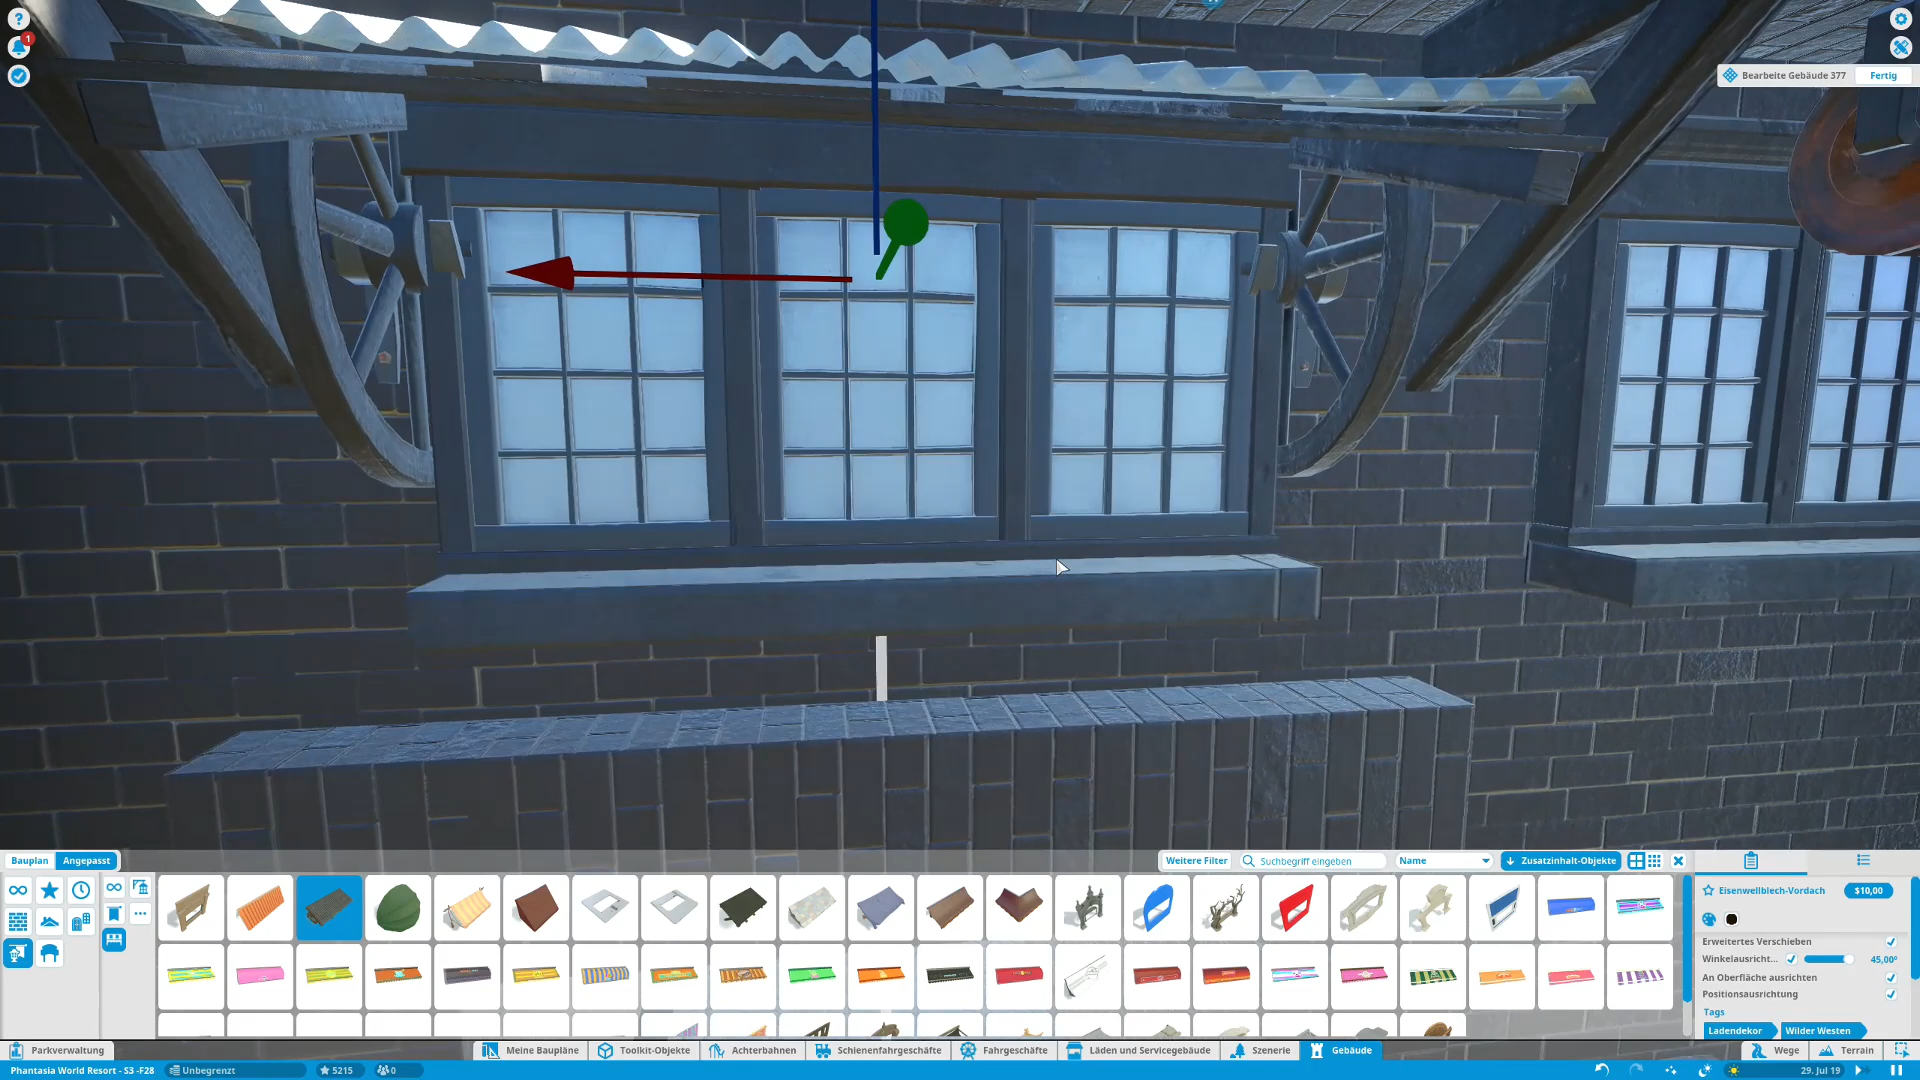 ?
1
Bearbeite Gebäude 377 Fertig
Bauplan Angepasst
Weitere Filter Suchbegriff eingeben Name Zusatzinhalt-Objekte
Eisenwellblech-Vordach $10,00
Erweitertes Verschieben
Winkelausricht... 45,00°
An Oberfläche ausrichten
Positionsausrichtung
Tags
Ladendekor Wilder Westen
Parkverwaltung Meine Baupläne Toolkit-Objekte Achterbahnen Schienenfahrgeschäfte Fahrgeschäfte Läden und Servicegebäude Szenerie Gebäude Wege Terrain
Phantasia World Resort - S3 -F28 Unbegrenzt 5215 0 29. Jul 19